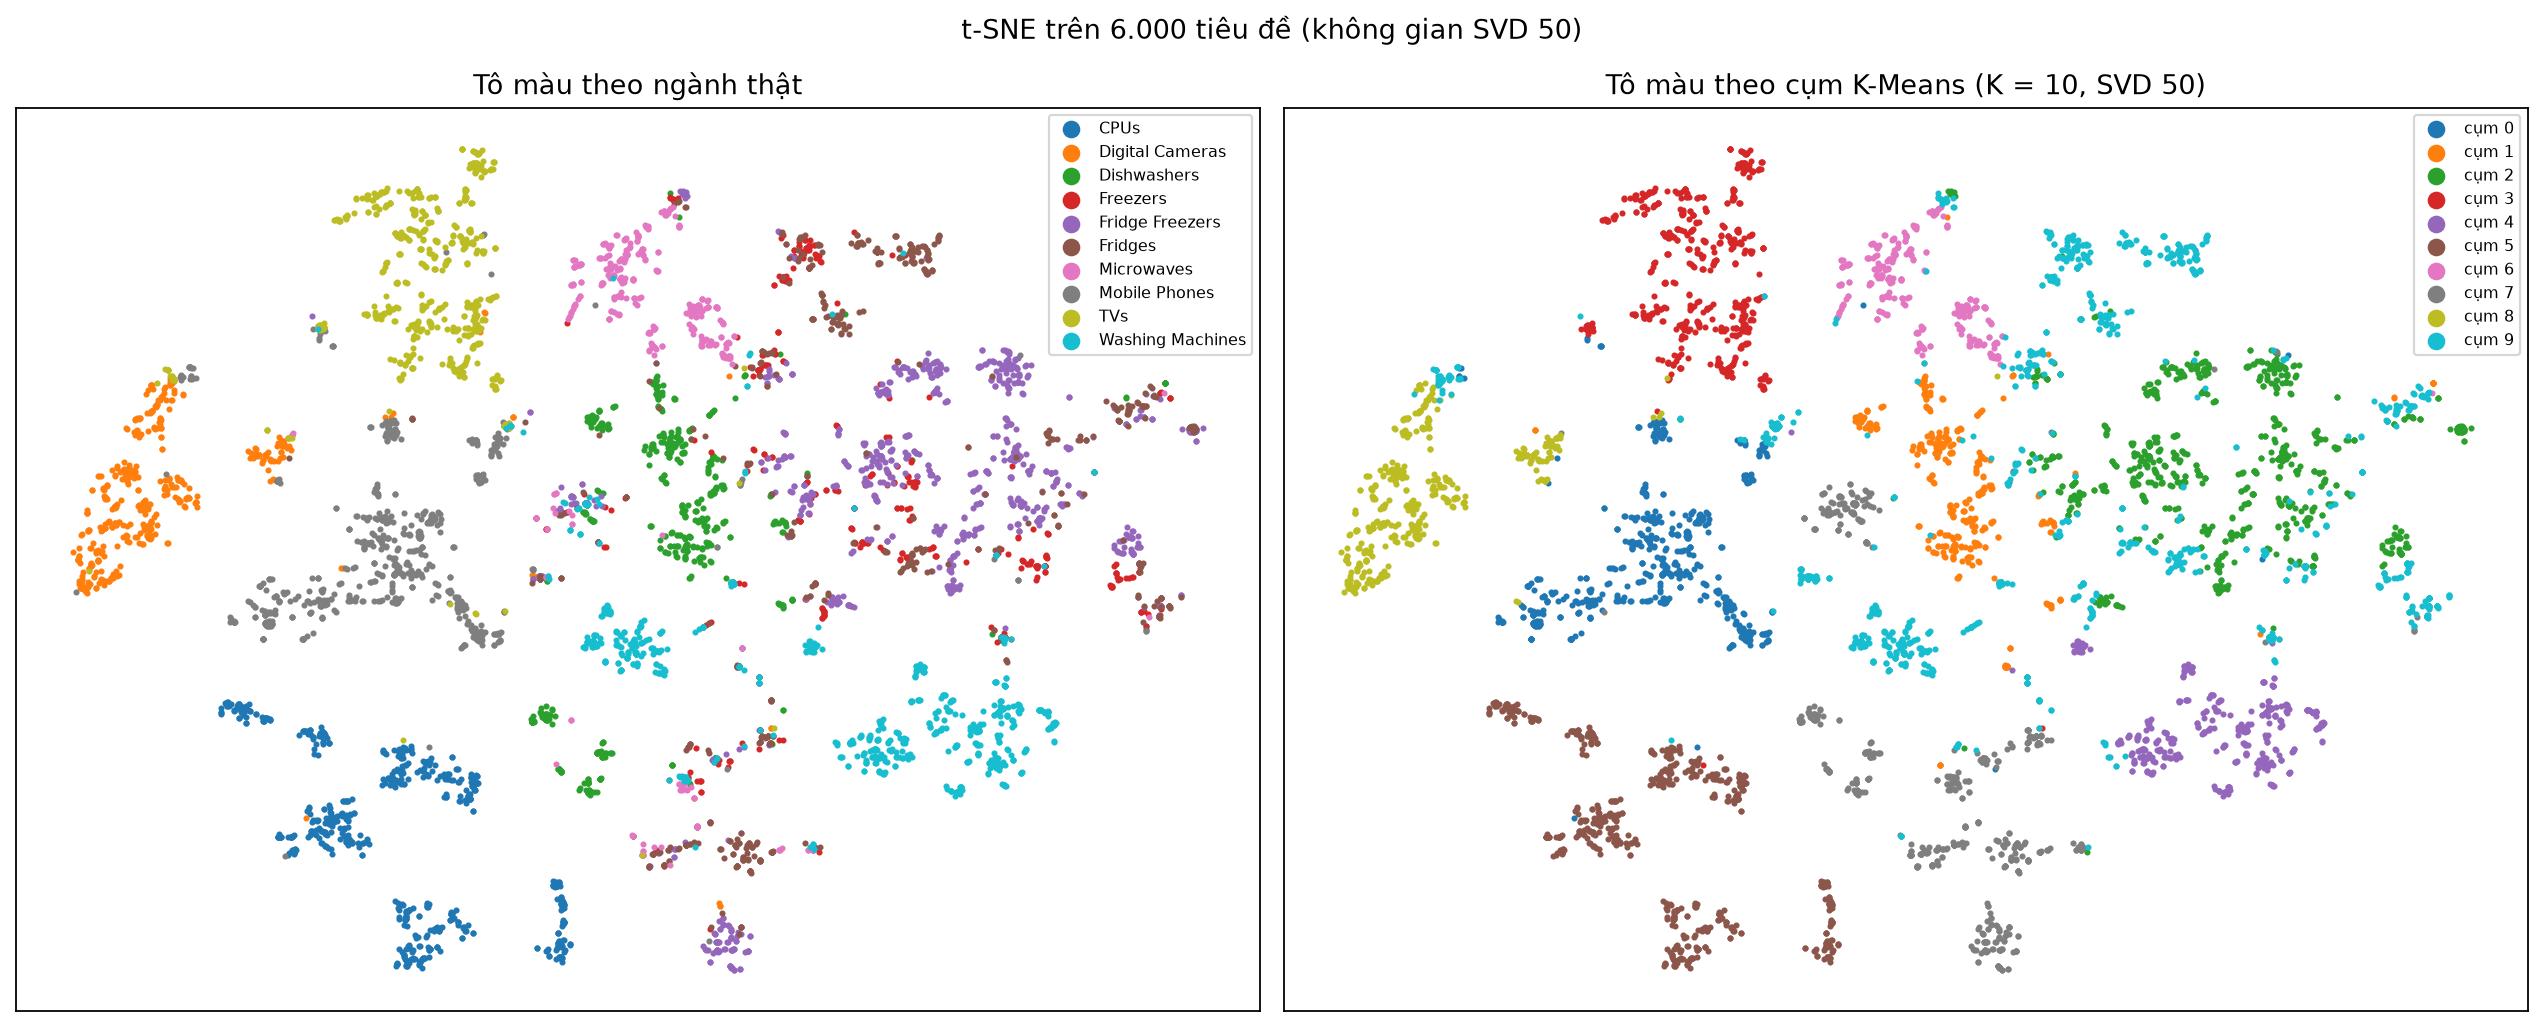 t-SNE trên 6.000 tiêu đề (không gian SVD 50)
Tô màu theo ngành thật
CPUs
Digital Cameras
Dishwashers
Freezers
Fridge Freezers
Fridges
Microwaves
Mobile Phones
TVs
Washing Machines
Tô màu theo cụm K-Means (K = 10, SVD 50)
cụm 0
cụm 1
cụm 2
cụm 3
cụm 4
cụm 5
cụm 6
cụm 7
cụm 8
cụm 9